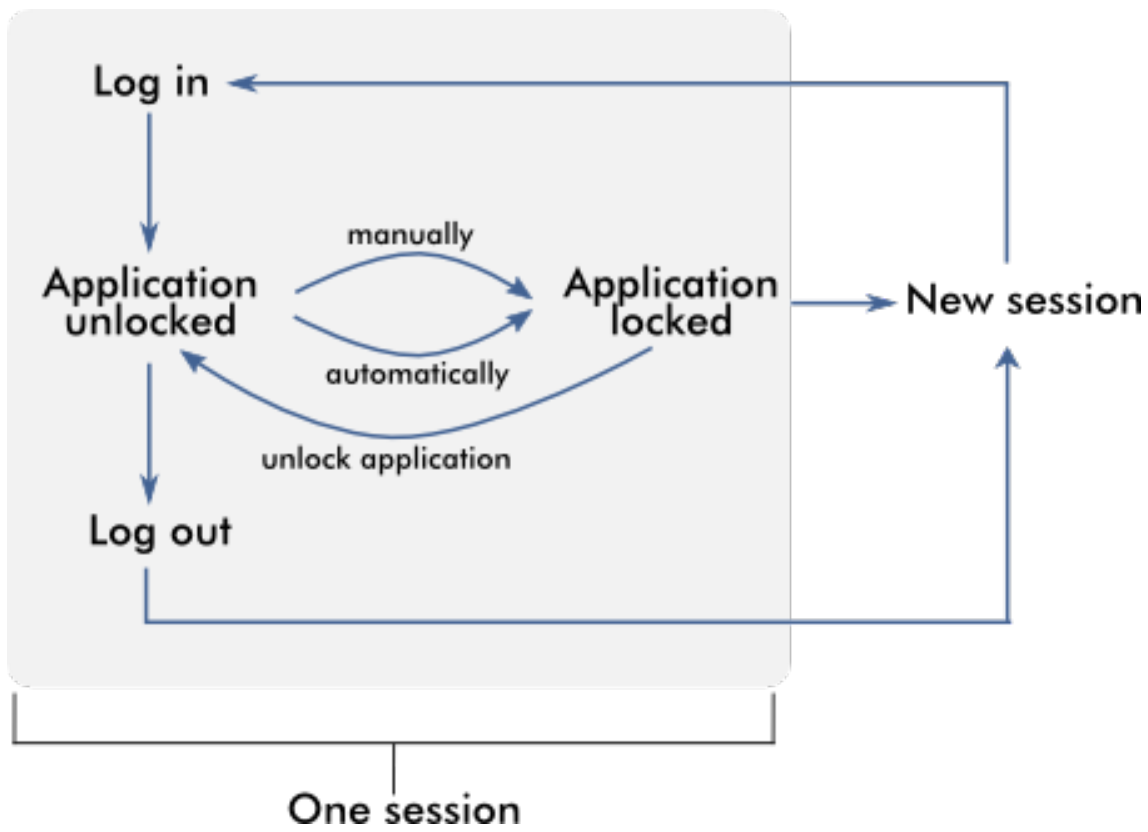 Log in
manually
Application
unlocked
Application
locked
New session
automatically
unlock application
Log out
One session